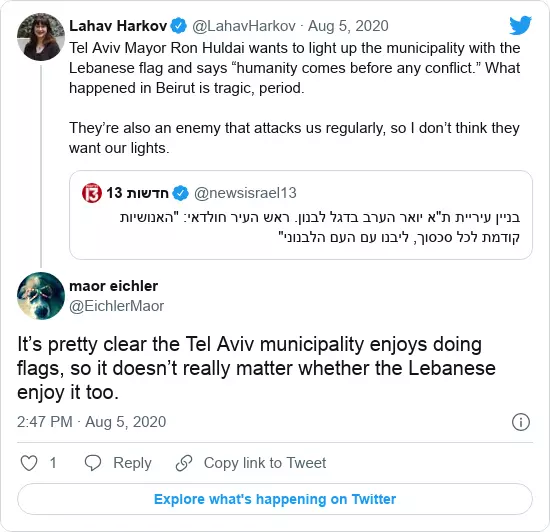 Lahav Harkov @LahavHarkov · Aug 5, 2020
Tel Aviv Mayor Ron Huldai wants to light up the municipality with the
Lebanese flag and says “humanity comes before any conflict.” What
happened in Beirut is tragic, period.
They’re also an enemy that attacks us regularly, so I don’t think they
want our lights.
13
חדשות 13 @newsisrael13
בניין עיריית ת"א יואר הערב בדגל לבנון. ראש העיר חולדאי: "האנושיות
קודמת לכל סכסוך, ליבנו עם העם הלבנוני"
maor eichler
@EichlerMaor
It’s pretty clear the Tel Aviv municipality enjoys doing
flags, so it doesn’t really matter whether the Lebanese
enjoy it too.
2:47 PM · Aug 5, 2020
1 Reply Copy link to Tweet
Explore what's happening on Twitter